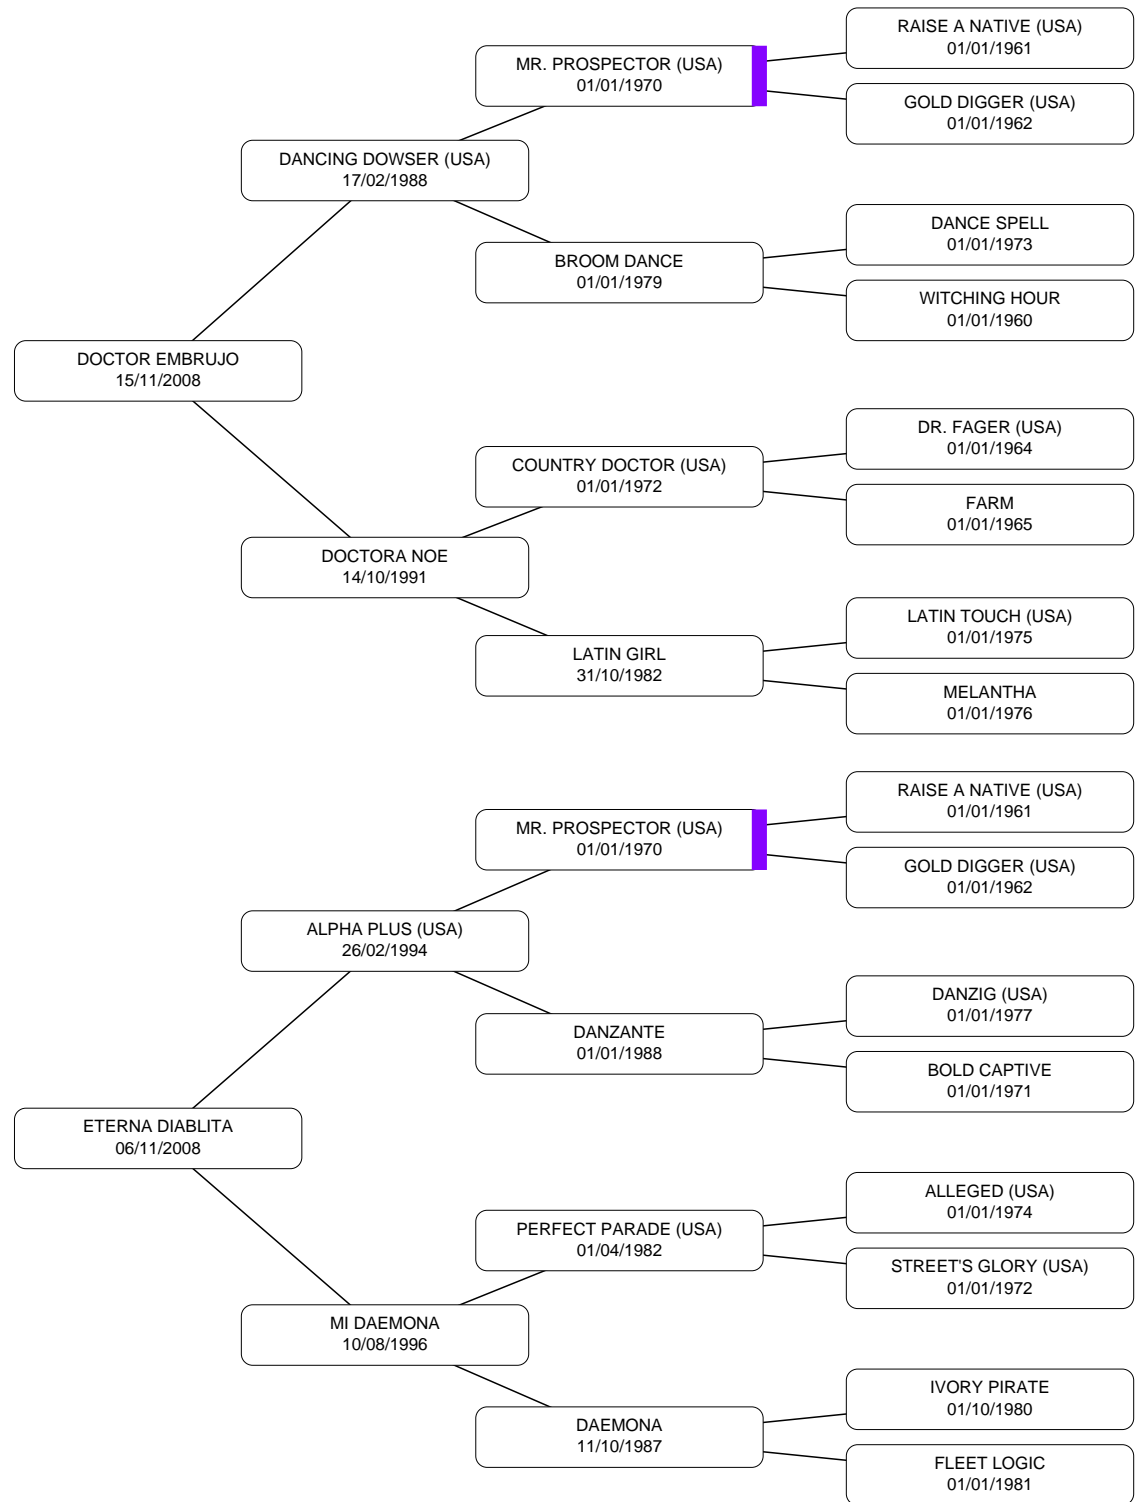 RAISE A NATIVE (USA)
01/01/1961
MR. PROSPECTOR (USA)
01/01/1970
GOLD DIGGER (USA)
01/01/1962
DANCING DOWSER (USA)
17/02/1988
DANCE SPELL
01/01/1973
BROOM DANCE
01/01/1979
WITCHING HOUR
01/01/1960
DOCTOR EMBRUJO
15/11/2008
DR. FAGER (USA)
01/01/1964
COUNTRY DOCTOR (USA)
01/01/1972
FARM
01/01/1965
DOCTORA NOE
14/10/1991
LATIN TOUCH (USA)
01/01/1975
LATIN GIRL
31/10/1982
MELANTHA
01/01/1976
RAISE A NATIVE (USA)
01/01/1961
MR. PROSPECTOR (USA)
01/01/1970
GOLD DIGGER (USA)
01/01/1962
ALPHA PLUS (USA)
26/02/1994
DANZIG (USA)
01/01/1977
DANZANTE
01/01/1988
BOLD CAPTIVE
01/01/1971
ETERNA DIABLITA
06/11/2008
ALLEGED (USA)
01/01/1974
PERFECT PARADE (USA)
01/04/1982
STREET'S GLORY (USA)
01/01/1972
MI DAEMONA
10/08/1996
IVORY PIRATE
01/10/1980
DAEMONA
11/10/1987
FLEET LOGIC
01/01/1981